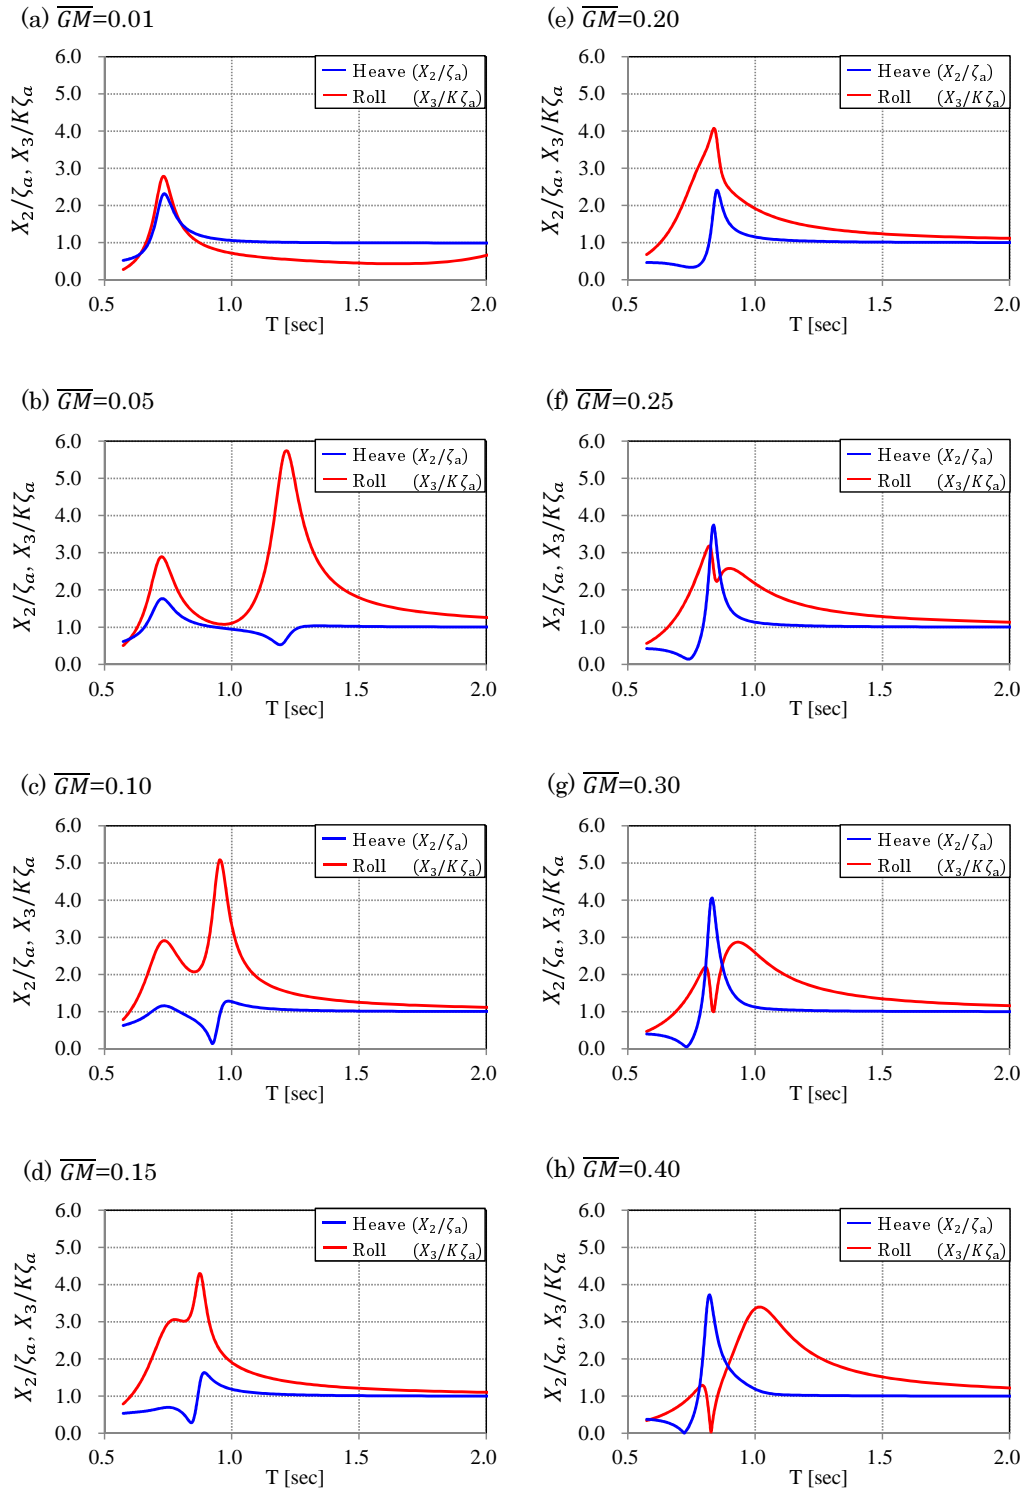 (a) GM=0.01
6.0
5.0
4.0
3.0
2.0
1.0
0.0
X₂/ζₐ, X₃/Kζₐ
Heave (X₂/ζₐ)
Roll (X₃/Kζₐ)
0.5 1.0 1.5 2.0
T [sec]
(b) GM=0.05
6.0
5.0
4.0
3.0
2.0
1.0
0.0
X₂/ζₐ, X₃/Kζₐ
Heave (X₂/ζₐ)
Roll (X₃/Kζₐ)
0.5 1.0 1.5 2.0
T [sec]
(c) GM=0.10
6.0
5.0
4.0
3.0
2.0
1.0
0.0
X₂/ζₐ, X₃/Kζₐ
Heave (X₂/ζₐ)
Roll (X₃/Kζₐ)
0.5 1.0 1.5 2.0
T [sec]
(d) GM=0.15
6.0
5.0
4.0
3.0
2.0
1.0
0.0
X₂/ζₐ, X₃/Kζₐ
Heave (X₂/ζₐ)
Roll (X₃/Kζₐ)
0.5 1.0 1.5 2.0
T [sec]
(e) GM=0.20
6.0
5.0
4.0
3.0
2.0
1.0
0.0
X₂/ζₐ, X₃/Kζₐ
Heave (X₂/ζₐ)
Roll (X₃/Kζₐ)
0.5 1.0 1.5 2.0
T [sec]
(f) GM=0.25
6.0
5.0
4.0
3.0
2.0
1.0
0.0
X₂/ζₐ, X₃/Kζₐ
Heave (X₂/ζₐ)
Roll (X₃/Kζₐ)
0.5 1.0 1.5 2.0
T [sec]
(g) GM=0.30
6.0
5.0
4.0
3.0
2.0
1.0
0.0
X₂/ζₐ, X₃/Kζₐ
Heave (X₂/ζₐ)
Roll (X₃/Kζₐ)
0.5 1.0 1.5 2.0
T [sec]
(h) GM=0.40
6.0
5.0
4.0
3.0
2.0
1.0
0.0
X₂/ζₐ, X₃/Kζₐ
Heave (X₂/ζₐ)
Roll (X₃/Kζₐ)
0.5 1.0 1.5 2.0
T [sec]